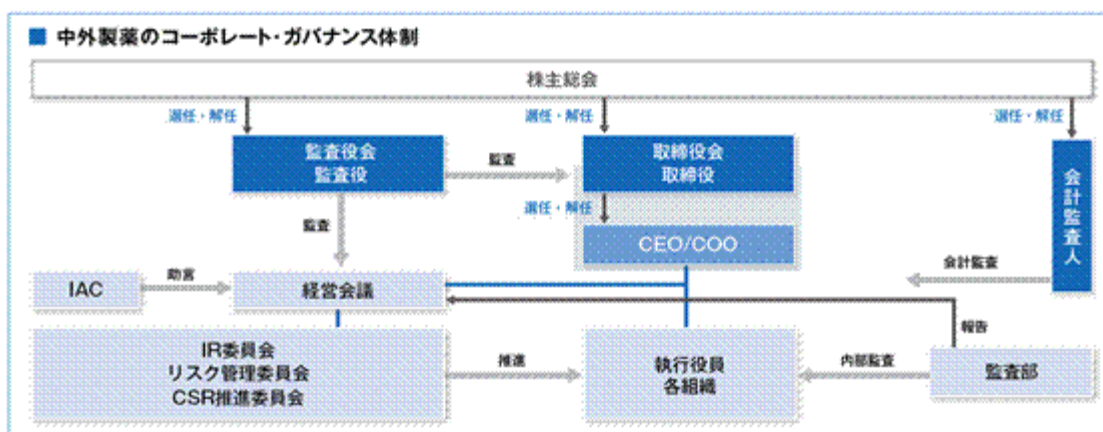 ■ 中外製薬のコーポレート・ガバナンス体制
株主総会
選任・解任
選任・解任
選任・解任
監査役会
監査役
監査
取締役会
取締役
会計監査人
監査
選任・解任
CEO/COO
会計監査
IAC
助言
経営会議
報告
IR委員会
リスク管理委員会
CSR推進委員会
推進
執行役員
各組織
内部監査
監査部